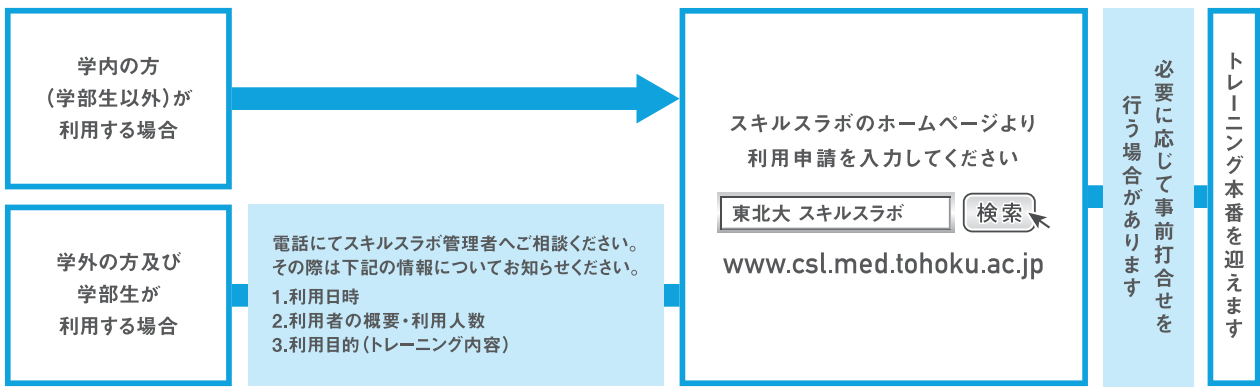 学内の方
（学部生以外）が
利用する場合
学外の方及び
学部生が
利用する場合
電話にてスキルスラボ管理者へご相談ください。
その際は下記の情報についてお知らせください。
1.利用日時
2.利用者の概要・利用人数
3.利用目的（トレーニング内容）
スキルスラボのホームページより
利用申請を入力してください
東北大 スキルスラボ
検索
www.csl.med.tohoku.ac.jp
必要に応じて事前打合せを
行う場合があります
トレーニング本番を迎えます